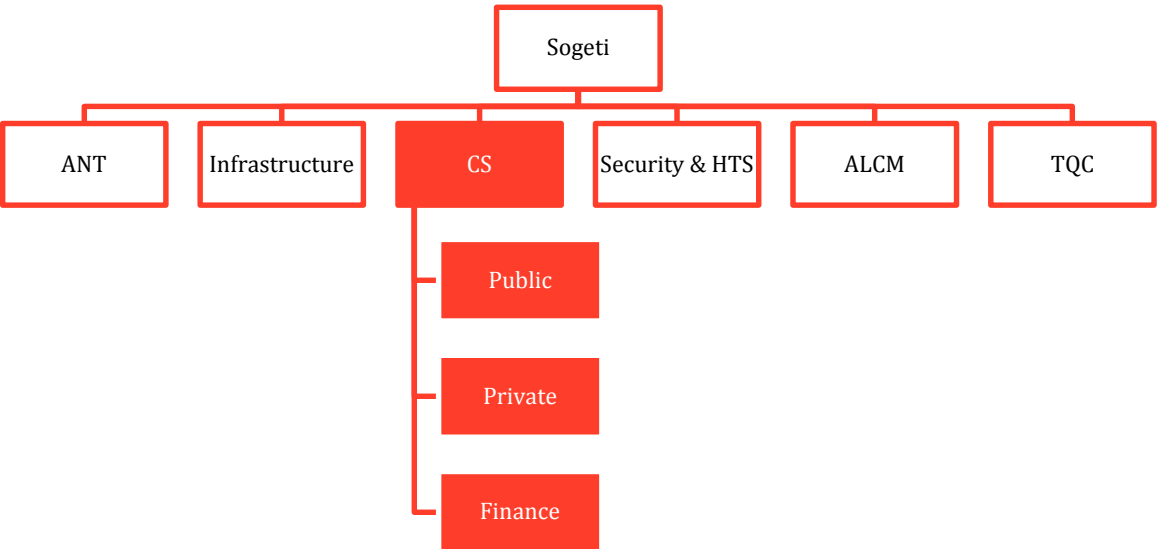 Sogeti
ANT
Infrastructure
CS
Security & HTS
ALCM
TQC
Public
Private
Finance